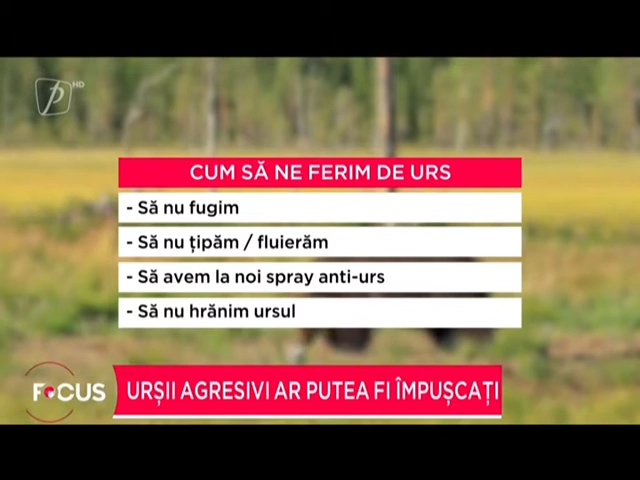 p HD
CUM SĂ NE FERIM DE URS
- Să nu fugim
- Să nu țipăm / fluierăm
- Să avem la noi spray anti-urs
- Să nu hrănim ursul
FOCUS
URȘII AGRESIVI AR PUTEA FI ÎMPUȘCAȚI